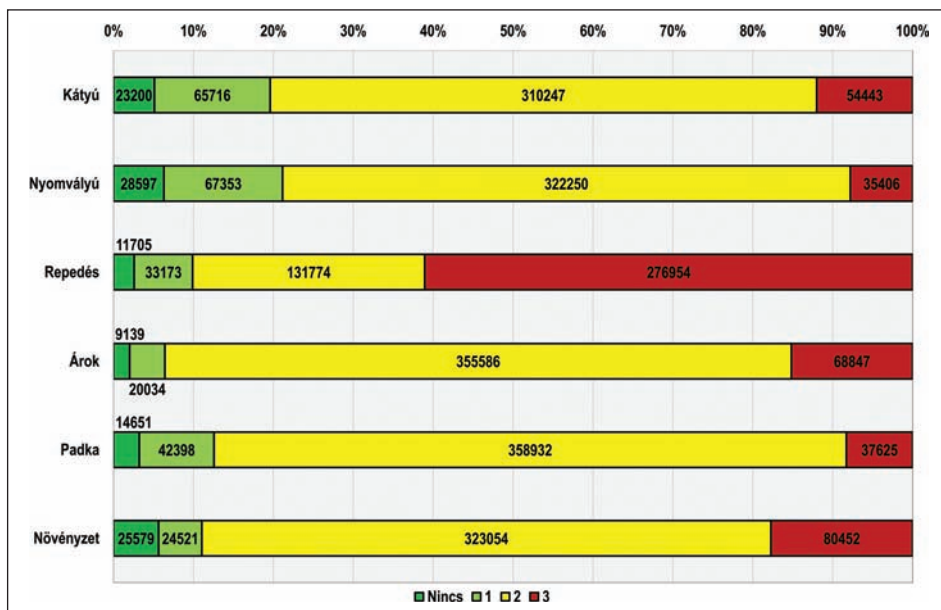 0% 10% 20% 30% 40% 50% 60% 70% 80% 90% 100%
Kátyú 23200 65716 310247 54443
Nyomvályú 28597 67353 322250 35406
11705
Repedés 33173 131774 276954
9139
Árok 355586 68847
20034
14651
Padka 42398 358932 37625
Növényzet 25579 24521 323054 80452
Nincs 1 2 3